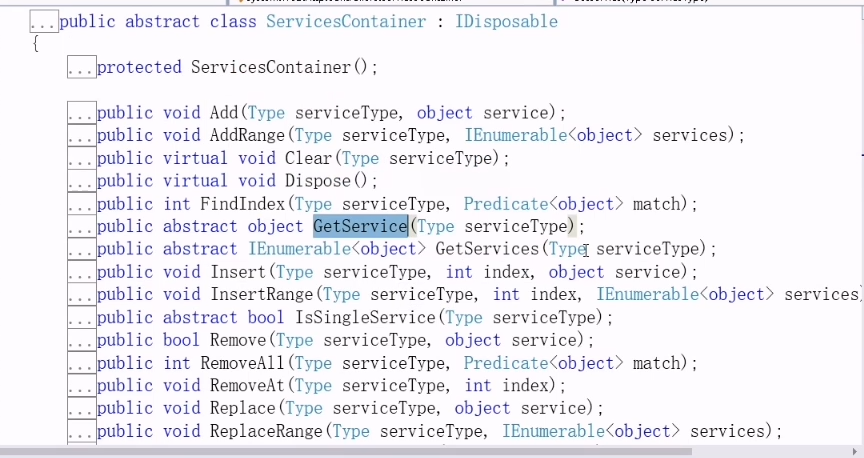 ...public abstract class ServicesContainer : IDisposable
{
...protected ServicesContainer();
...public void Add(Type serviceType, object service);
...public void AddRange(Type serviceType, IEnumerable<object> services);
...public virtual void Clear(Type serviceType);
...public virtual void Dispose();
...public int FindIndex(Type serviceType, Predicate<object> match);
...public abstract object GetService(Type serviceType);
...public abstract IEnumerable<object> GetServices(Type serviceType);
...public void Insert(Type serviceType, int index, object service);
...public void InsertRange(Type serviceType, int index, IEnumerable<object> services
...public abstract bool IsSingleService(Type serviceType);
...public bool Remove(Type serviceType, object service);
...public int RemoveAll(Type serviceType, Predicate<object> match);
...public void RemoveAt(Type serviceType, int index);
...public void Replace(Type serviceType, object service);
...public void ReplaceRange(Type serviceType, IEnumerable<object> services);